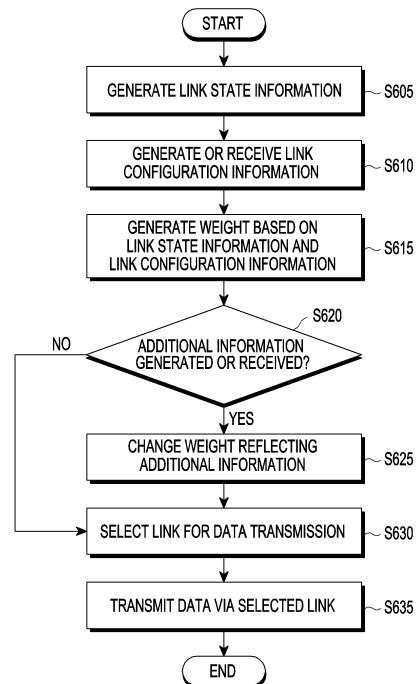 START
GENERATE LINK STATE INFORMATION
S605
GENERATE OR RECEIVE LINK
CONFIGURATION INFORMATION
S610
GENERATE WEIGHT BASED ON
LINK STATE INFORMATION AND
LINK CONFIGURATION INFORMATION
S615
S620
NO
ADDITIONAL INFORMATION
GENERATED OR RECEIVED?
YES
CHANGE WEIGHT REFLECTING
ADDITIONAL INFORMATION
S625
SELECT LINK FOR DATA TRANSMISSION
S630
TRANSMIT DATA VIA SELECTED LINK
S635
END